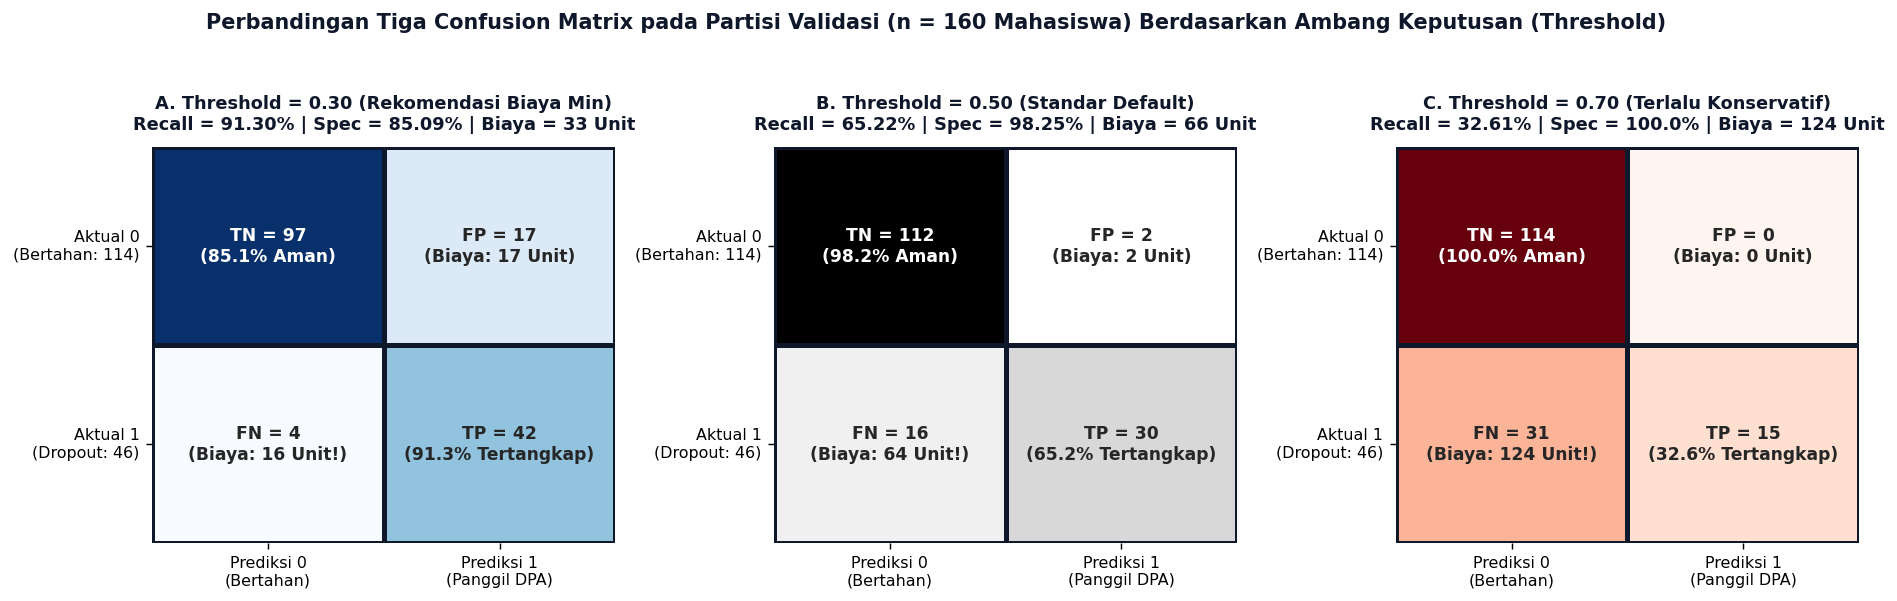 Perbandingan Tiga Confusion Matrix pada Partisi Validasi (n = 160 Mahasiswa) Berdasarkan Ambang Keputusan (Threshold)
A. Threshold = 0.30 (Rekomendasi Biaya Min)
Recall = 91.30% | Spec = 85.09% | Biaya = 33 Unit
Aktual 0
(Bertahan: 114)
TN = 97
(85.1% Aman)
FP = 17
(Biaya: 17 Unit)
Aktual 1
(Dropout: 46)
FN = 4
(Biaya: 16 Unit!)
TP = 42
(91.3% Tertangkap)
Prediksi 0
(Bertahan)
Prediksi 1
(Panggil DPA)
B. Threshold = 0.50 (Standar Default)
Recall = 65.22% | Spec = 98.25% | Biaya = 66 Unit
Aktual 0
(Bertahan: 114)
TN = 112
(98.2% Aman)
FP = 2
(Biaya: 2 Unit)
Aktual 1
(Dropout: 46)
FN = 16
(Biaya: 64 Unit!)
TP = 30
(65.2% Tertangkap)
Prediksi 0
(Bertahan)
Prediksi 1
(Panggil DPA)
C. Threshold = 0.70 (Terlalu Konservatif)
Recall = 32.61% | Spec = 100.0% | Biaya = 124 Unit
Aktual 0
(Bertahan: 114)
TN = 114
(100.0% Aman)
FP = 0
(Biaya: 0 Unit)
Aktual 1
(Dropout: 46)
FN = 31
(Biaya: 124 Unit!)
TP = 15
(32.6% Tertangkap)
Prediksi 0
(Bertahan)
Prediksi 1
(Panggil DPA)